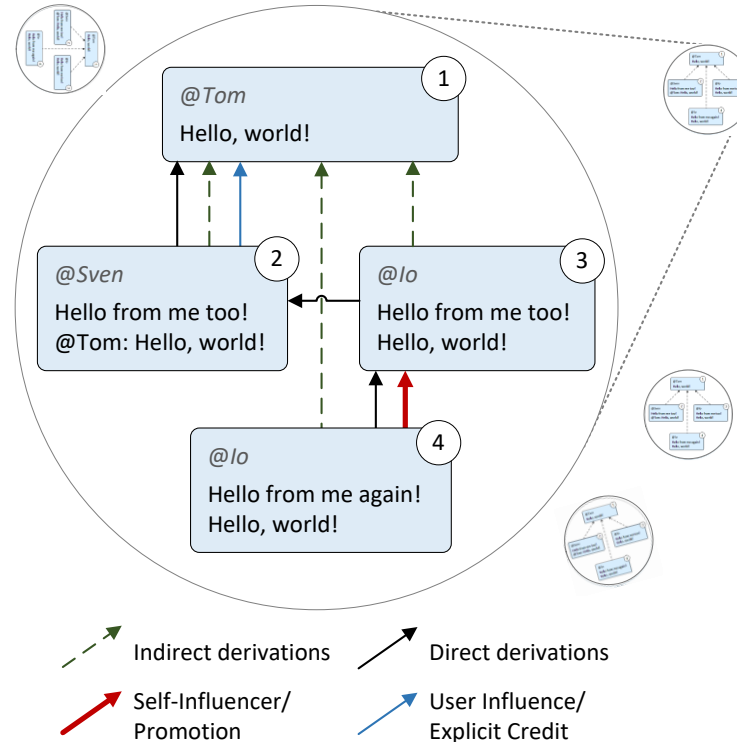 1
@Tom
Hello, world!
2
@Sven
Hello from me too!
@Tom: Hello, world!
3
@Io
Hello from me too!
Hello, world!
4
@Io
Hello from me again!
Hello, world!
Indirect derivations
Direct derivations
Self-Influencer/
Promotion
User Influence/
Explicit Credit